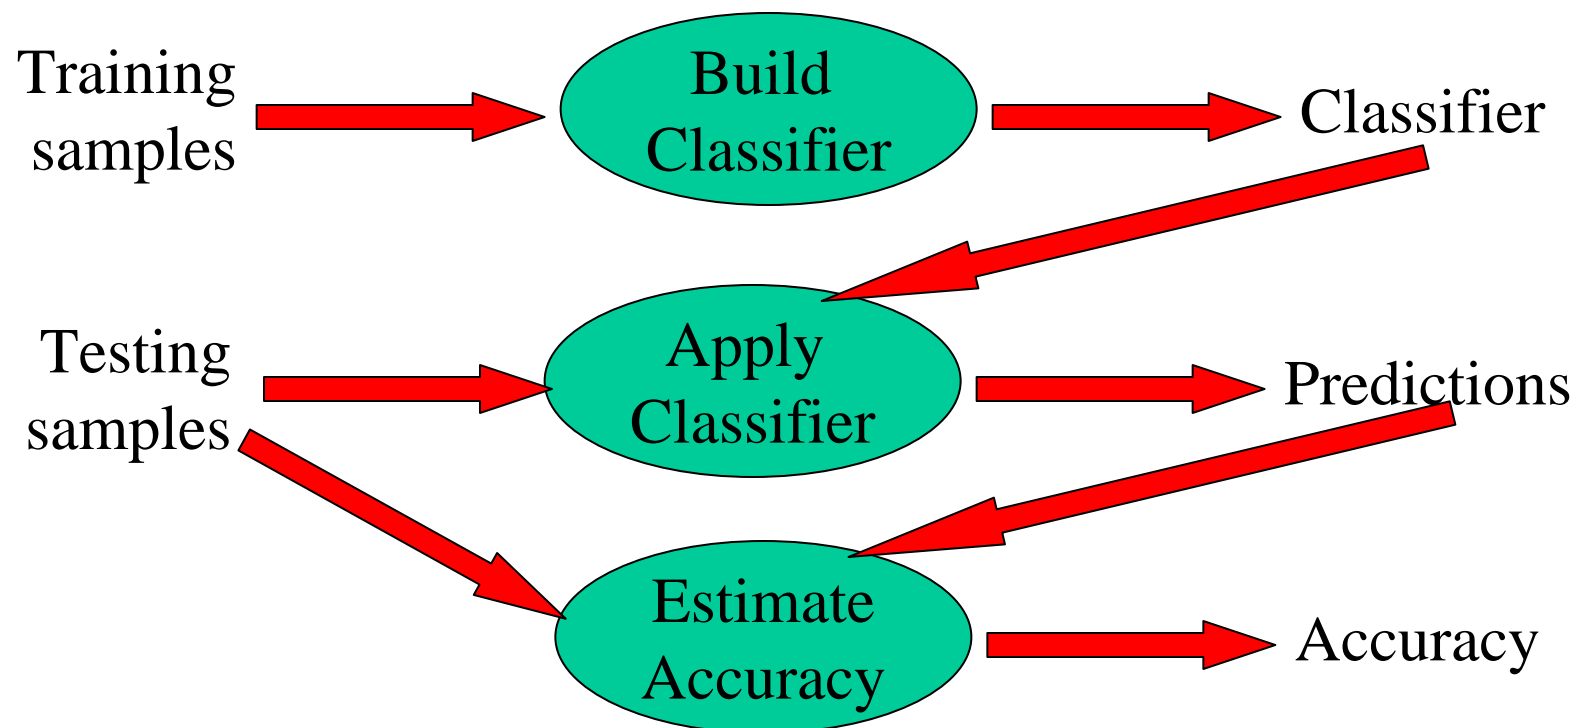 Training
samples
Build
Classifier
Classifier
Testing
samples
Apply
Classifier
Predictions
Estimate
Accuracy
Accuracy